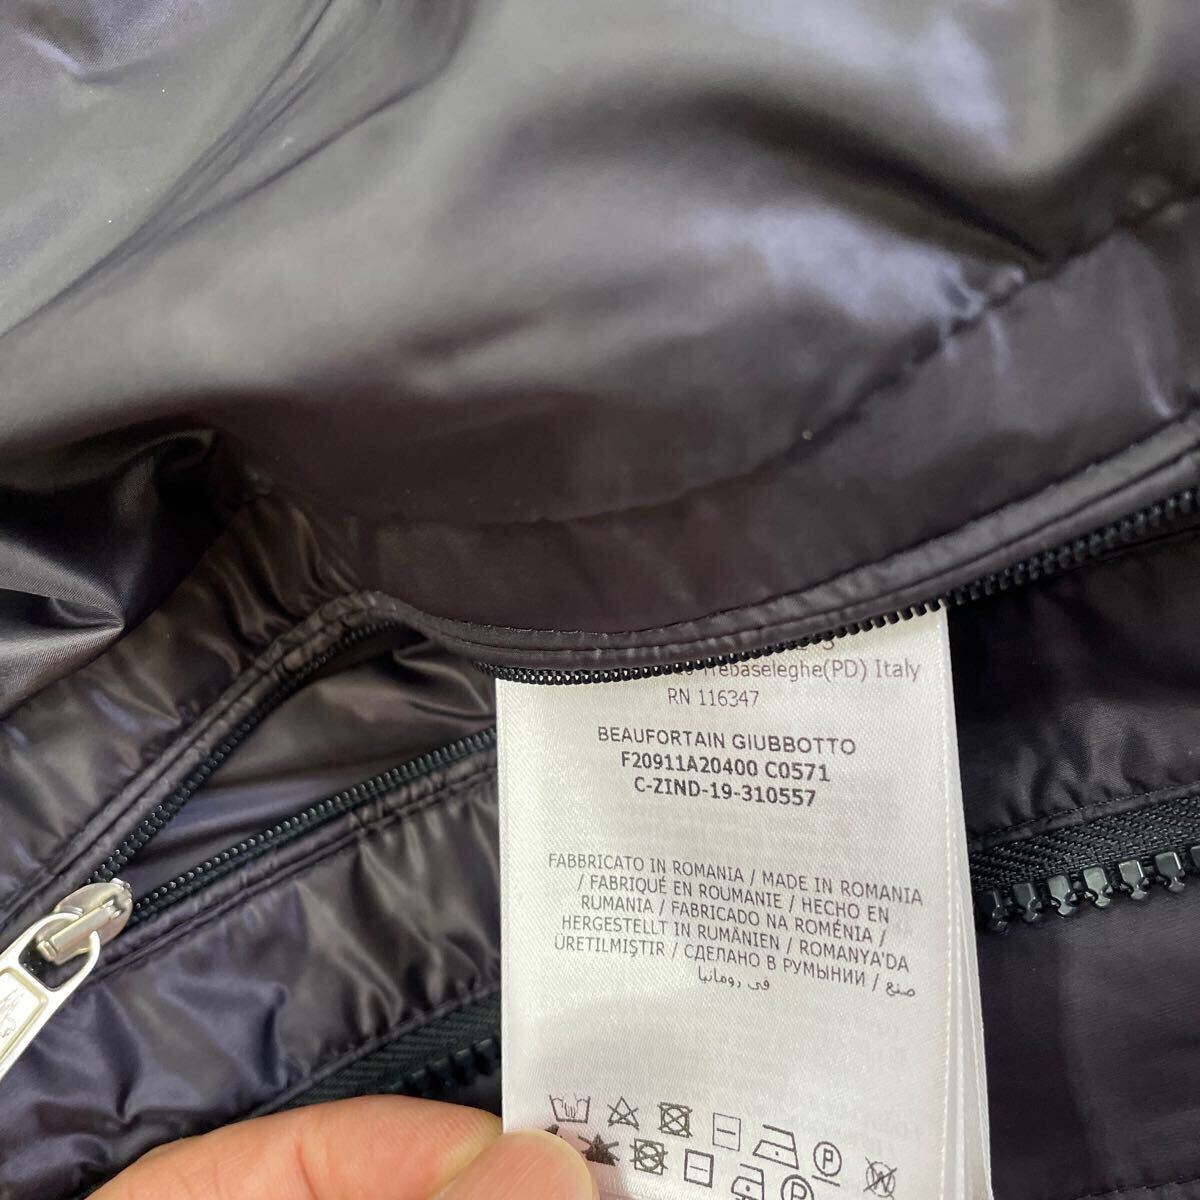 Trebaseleghe(PD) Italy
RN 116347
BEAUFORTAIN GIUBBOTTO
F20911A20400 C0571
C-ZIND-19-310557
FABBRICATO IN ROMANIA / MADE IN ROMANIA
/ FABRIQUÉ EN ROUMANIE / HECHO EN
RUMANIA / FABRICADO NA ROMÉNIA /
HERGESTELLT IN RUMÄNIEN / ROMANYA'DA
ÜRETILMIŞTIR / СДЕЛАНО В РУМЫНИИ / صنع
في رومانيا
P W
P